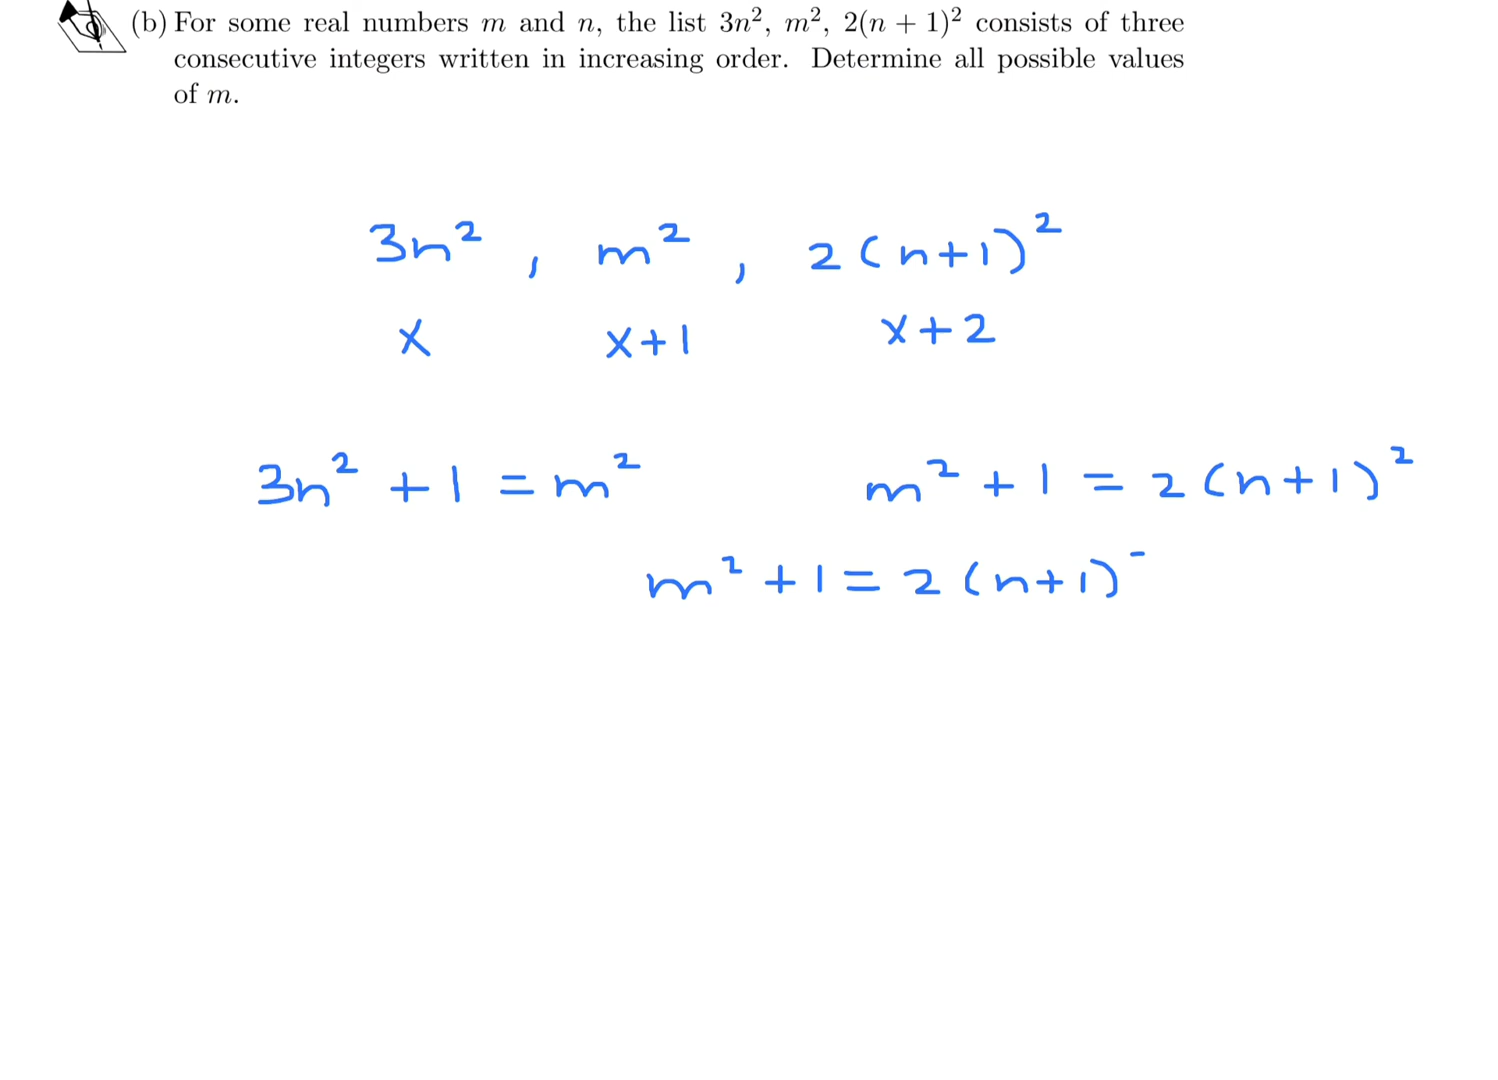 (b) For some real numbers m and n, the list 3n², m², 2(n + 1)² consists of three
consecutive integers written in increasing order. Determine all possible values
of m.
3n² , m² , 2(n+1)²
x x+1 x+2
3n² +1 = m² m² +1 = 2(n+1)²
m² +1 = 2(n+1)⁻